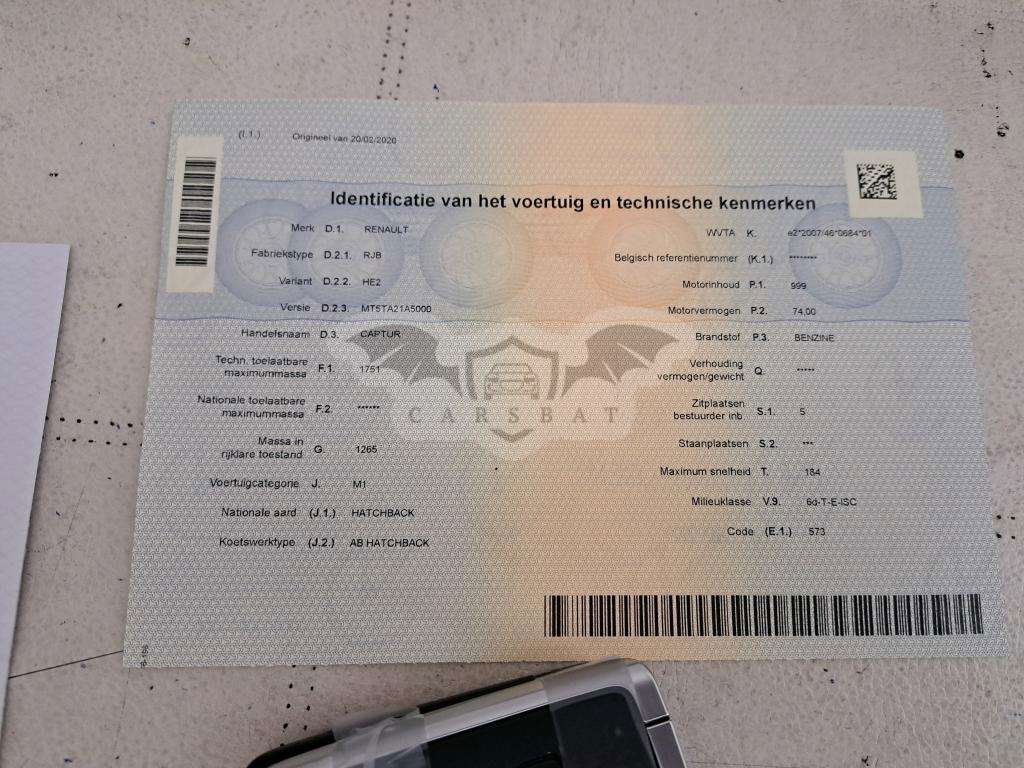 (I.1.) Origineel van 20/02/2020
Identificatie van het voertuig en technische kenmerken
Merk D.1. RENAULT
Fabriekstype D.2.1. RJB
Variant D.2.2. HE2
Versie D.2.3. MT5TA21A5000
Handelsnaam D.3. CAPTUR
Techn. toelaatbare
maximummassa F.1. 1751
Nationale toelaatbare
maximummassa F.2. ******
Massa in
rijklare toestand G. 1265
Voertuigcategorie J. M1
Nationale aard (J.1.) HATCHBACK
Koetswerktype (J.2.) AB HATCHBACK
WVTA K. e2*2007/46*0684*01
Belgisch referentienummer (K.1.) ********
Motorinhoud P.1. 999
Motorvermogen P.2. 74.00
Brandstof P.3. BENZINE
Verhouding
vermogen/gewicht Q. *****
Zitplaatsen
bestuurder inb. S.1. 5
Staanplaatsen S.2. ***
Maximum snelheid T. 184
Milieuklasse V.9. 6d-T-E-ISC
Code (E.1.) 573
CARSBAT